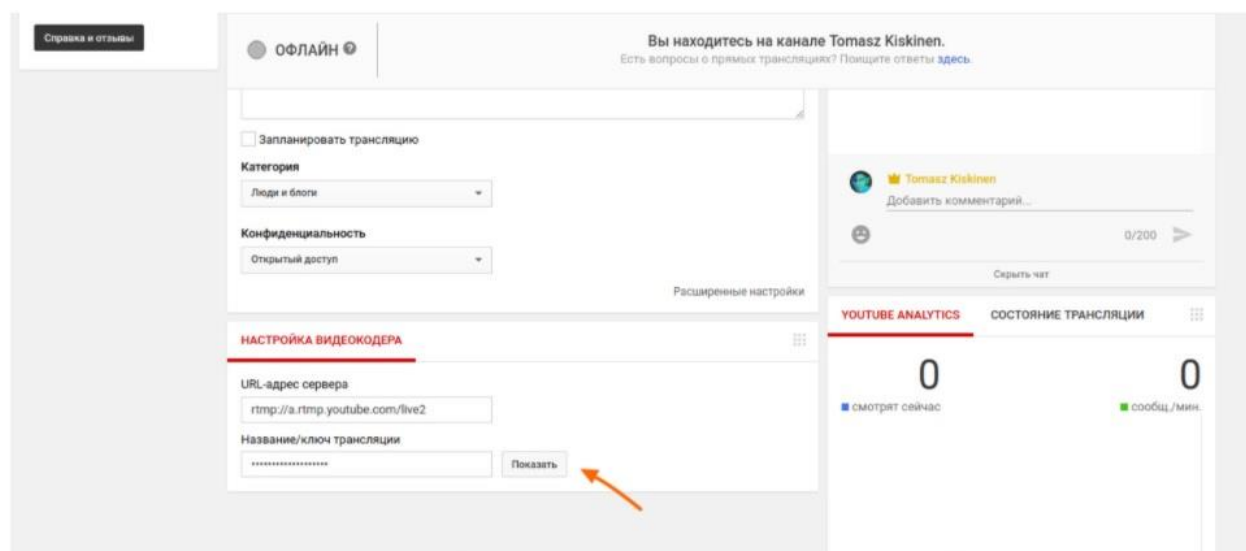 Справка и отзывы
ОФЛАЙН ?
Вы находитесь на канале Tomasz Kiskinen.
Есть вопросы о прямых трансляциях? Поищите ответы здесь.
Запланировать трансляцию
Категория
Люди и блоги
Конфиденциальность
Открытый доступ
Расширенные настройки
НАСТРОЙКА ВИДЕОКОДЕРА
URL-адрес сервера
rtmp://a.rtmp.youtube.com/live2
Название/ключ трансляции
•••••••••••••••••••
Показать
Tomasz Kiskinen
Добавить комментарий...
0/200
Скрыть чат
YOUTUBE ANALYTICS
СОСТОЯНИЕ ТРАНСЛЯЦИИ
0
0
смотрят сейчас
сообщ./мин.